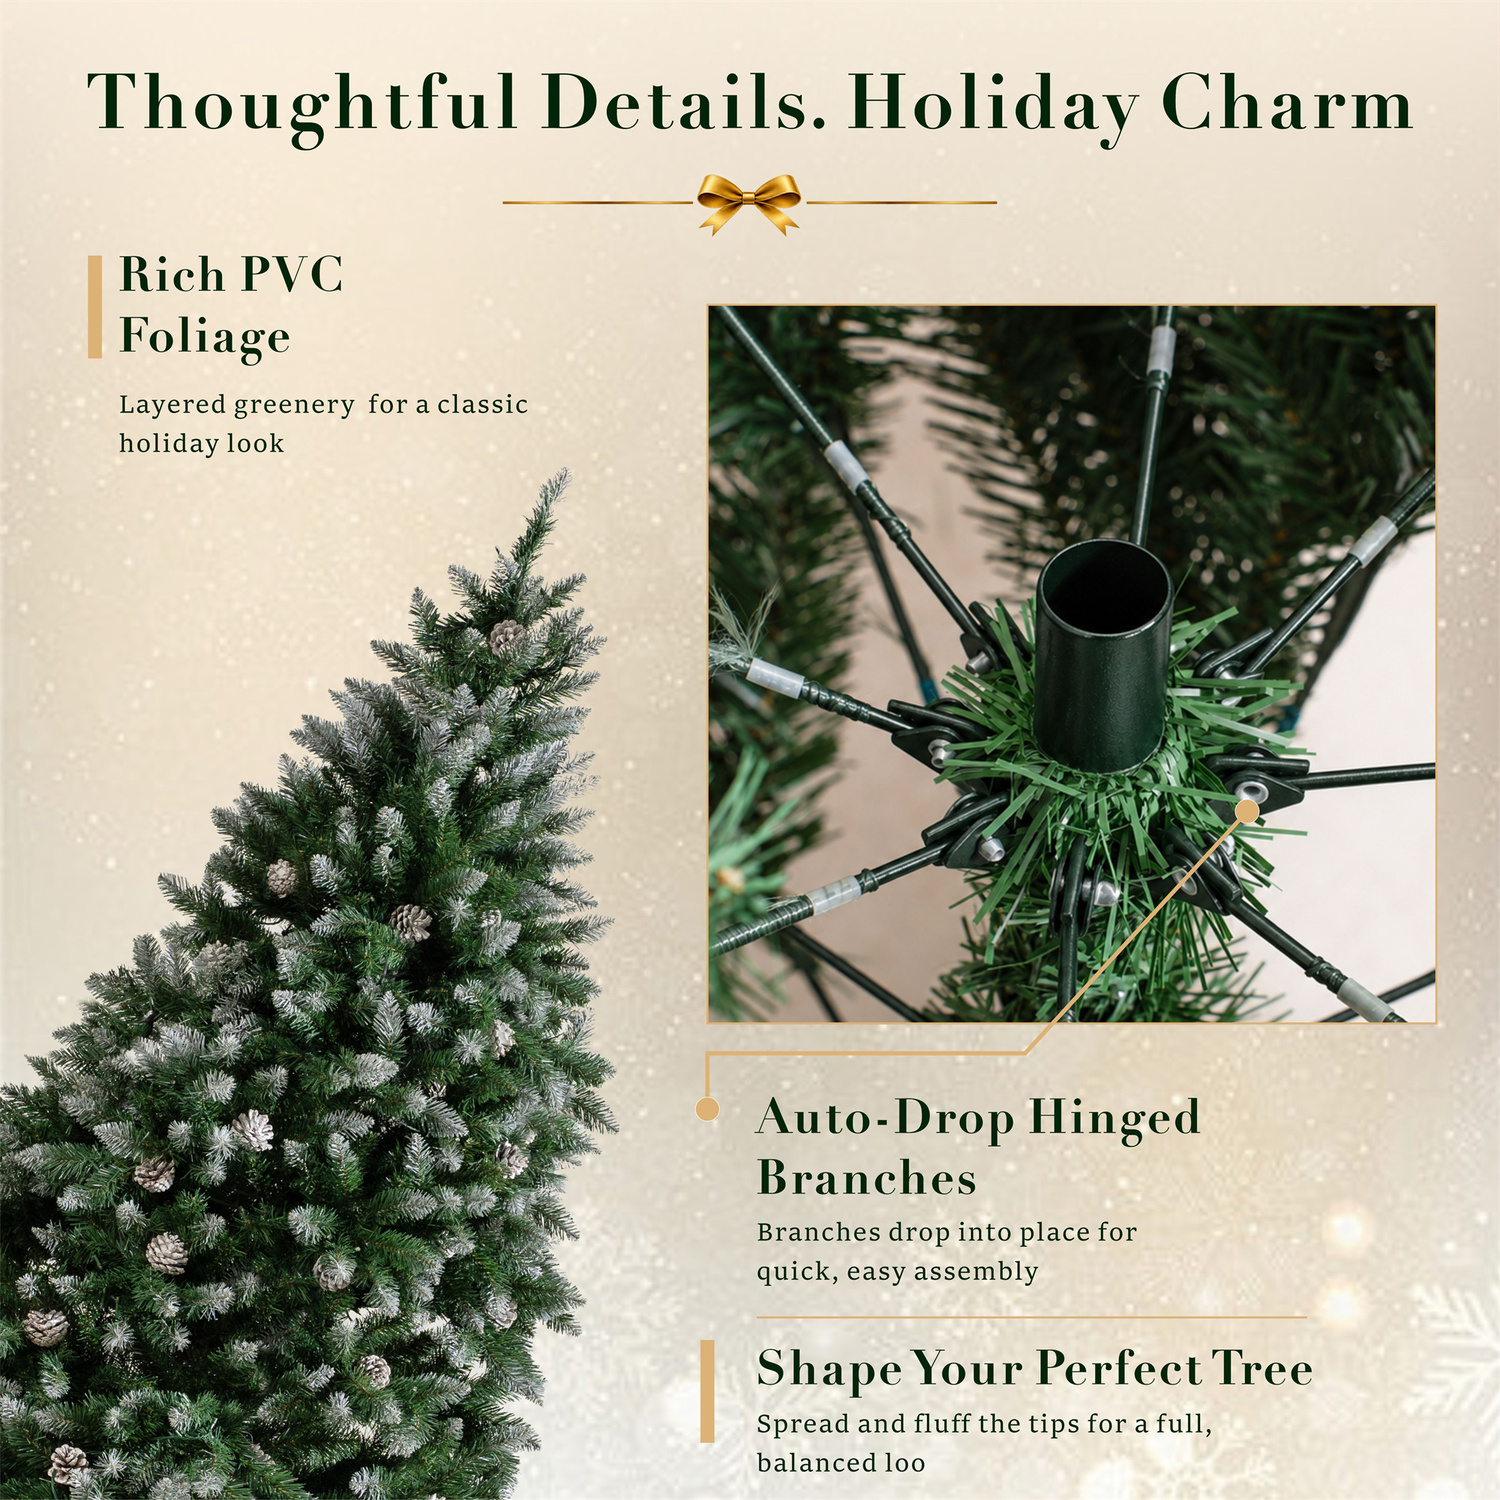 Thoughtful Details. Holiday Charm
Rich PVC
Foliage
Layered greenery for a classic
holiday look
Auto-Drop Hinged
Branches
Branches drop into place for
quick, easy assembly
Shape Your Perfect Tree
Spread and fluff the tips for a full,
balanced loo